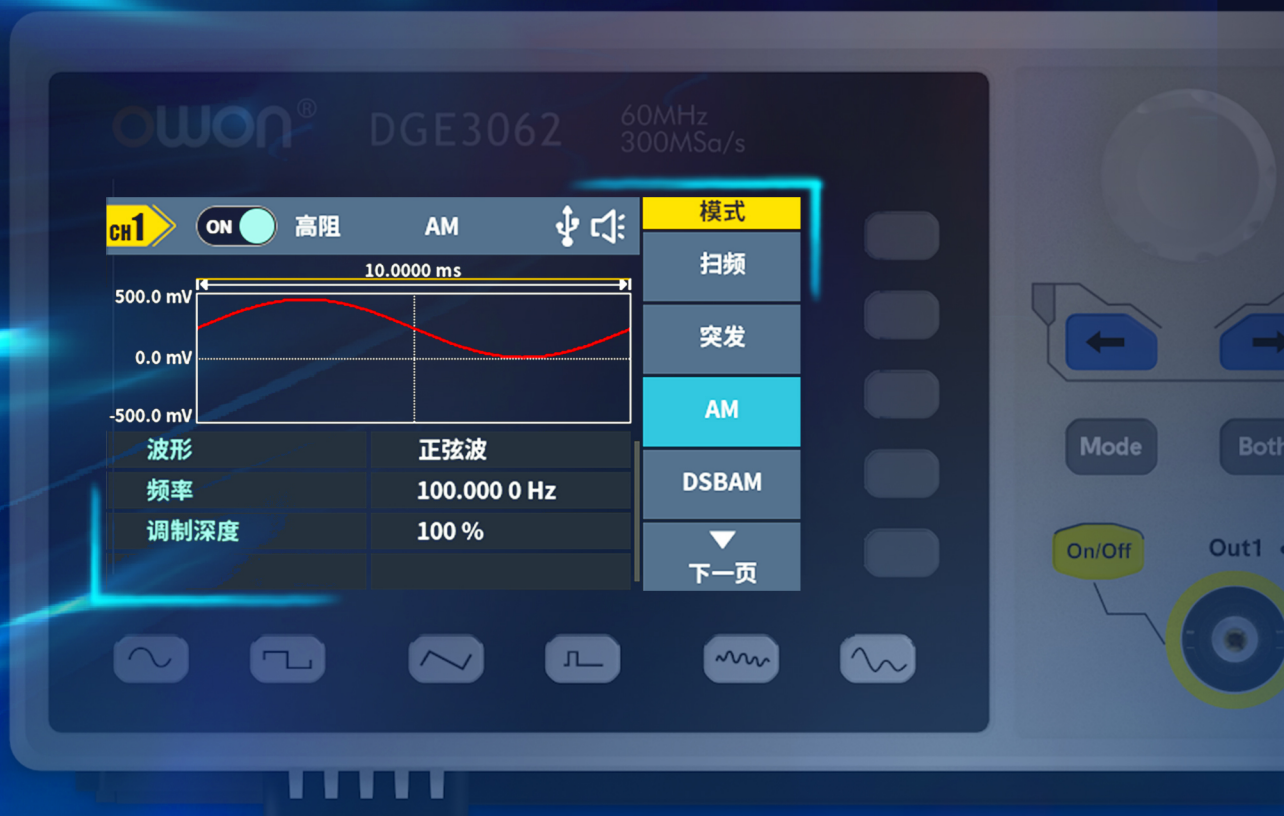 owon®
DGE3062
60MHz
300MSa/s
CH1
ON
高阻
AM
模式
扫频
突发
AM
DSBAM
下一页
10.0000 ms
500.0 mV
0.0 mV
-500.0 mV
波形 正弦波
频率 100.000 0 Hz
调制深度 100 %
Mode
Both
On/Off
Out1